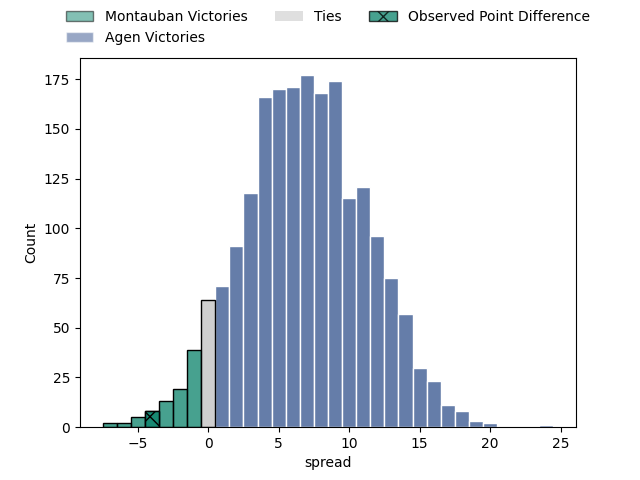 Montauban Victories
Ties
Observed Point Difference
Agen Victories
175
150
125
100
75
50
25
0
Count
−5
0
5
10
15
20
25
spread